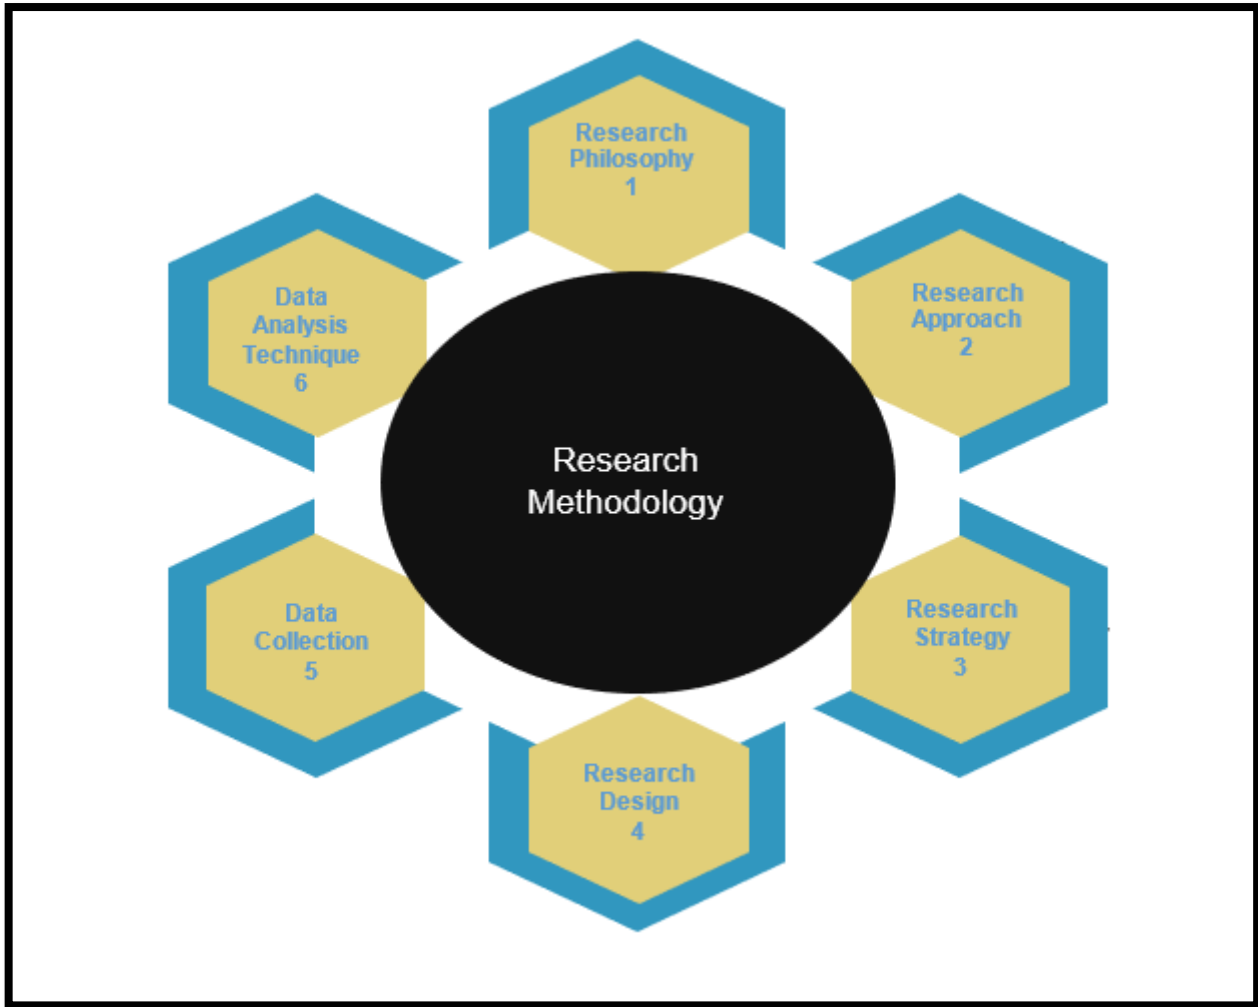 Research
Philosophy
1
Research
Approach
2
Research
Strategy
3
Research
Design
4
Data
Collection
5
Data
Analysis
Technique
6
Research
Methodology